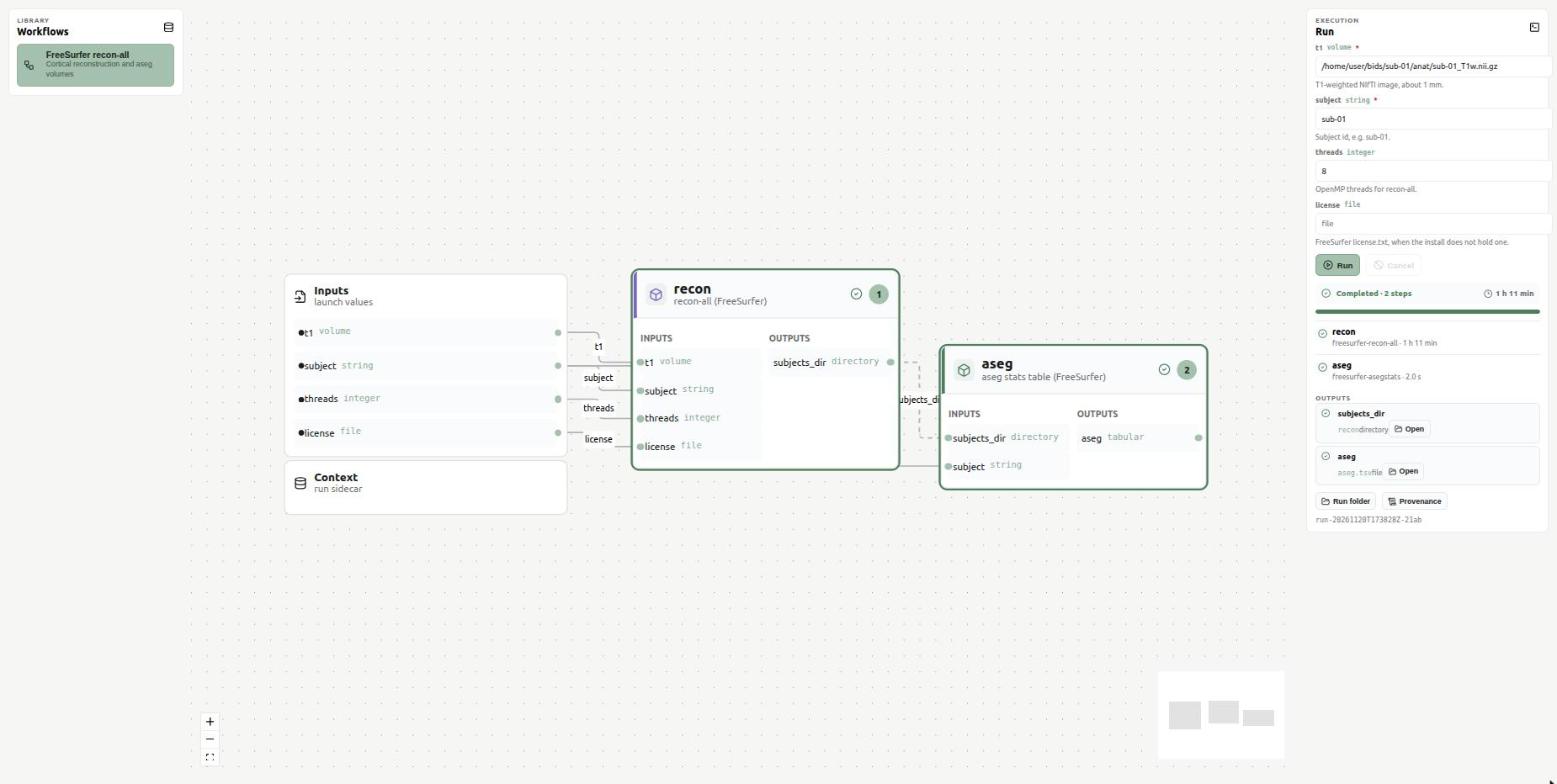 LIBRARY
Workflows
FreeSurfer recon-all
Cortical reconstruction and aseg
volumes
Inputs
launch values
t1 volume
subject string
threads integer
license file
Context
run sidecar
t1
subject
threads
license
recon
recon-all (FreeSurfer)
1
INPUTS
OUTPUTS
t1 volume
subjects_dir directory
subject string
threads integer
license file
ubjects_di
aseg
aseg stats table (FreeSurfer)
2
INPUTS
OUTPUTS
subjects_dir directory
aseg tabular
subject string
EXECUTION
Run
t1 volume *
/home/user/bids/sub-01/anat/sub-01_T1w.nii.gz
T1-weighted NIfTI image, about 1 mm.
subject string *
sub-01
Subject id, e.g. sub-01.
threads integer
8
OpenMP threads for recon-all.
license file
file
FreeSurfer license.txt, when the install does not hold one.
Run
Cancel
Completed · 2 steps
1 h 11 min
recon
freesurfer-recon-all · 1 h 11 min
aseg
freesurfer-asegstats · 2.0 s
OUTPUTS
subjects_dir
recondirectory Open
aseg
aseg.tsvfile Open
Run folder
Provenance
run-20261120T173828Z-21ab